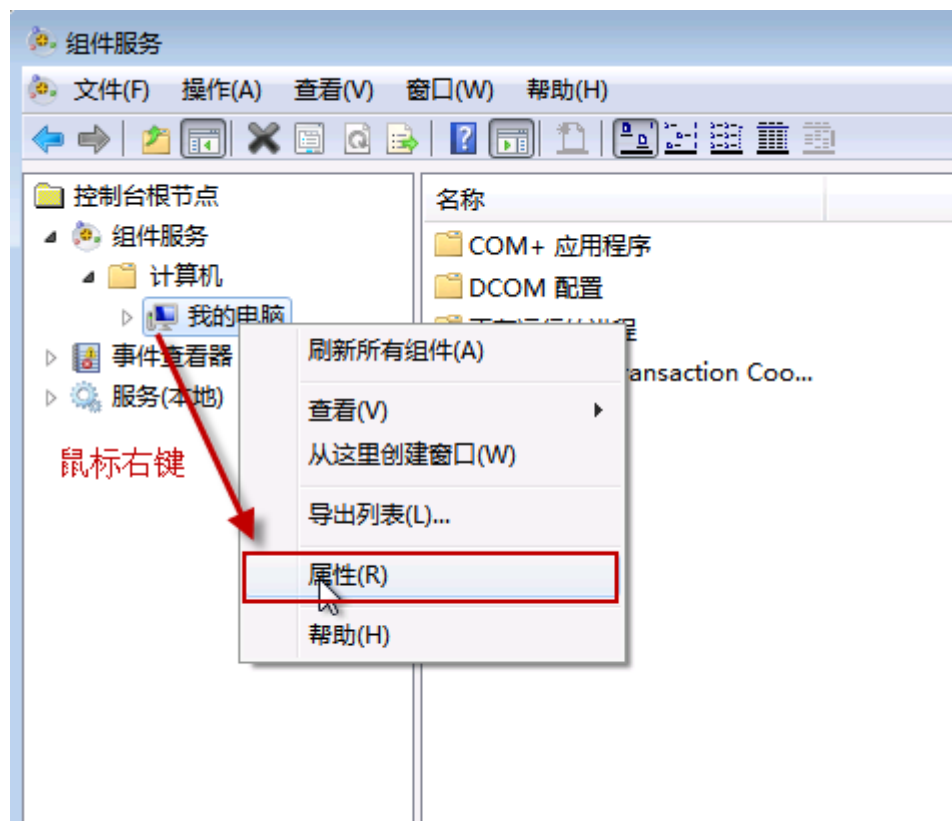 组件服务
文件(F) 操作(A) 查看(V) 窗口(W) 帮助(H)
控制台根节点
组件服务
计算机
我的电脑
事件查看器
服务(本地)
鼠标右键
名称
COM+ 应用程序
DCOM 配置
ansaction Coo...
刷新所有组件(A)
查看(V)
从这里创建窗口(W)
导出列表(L)...
属性(R)
帮助(H)